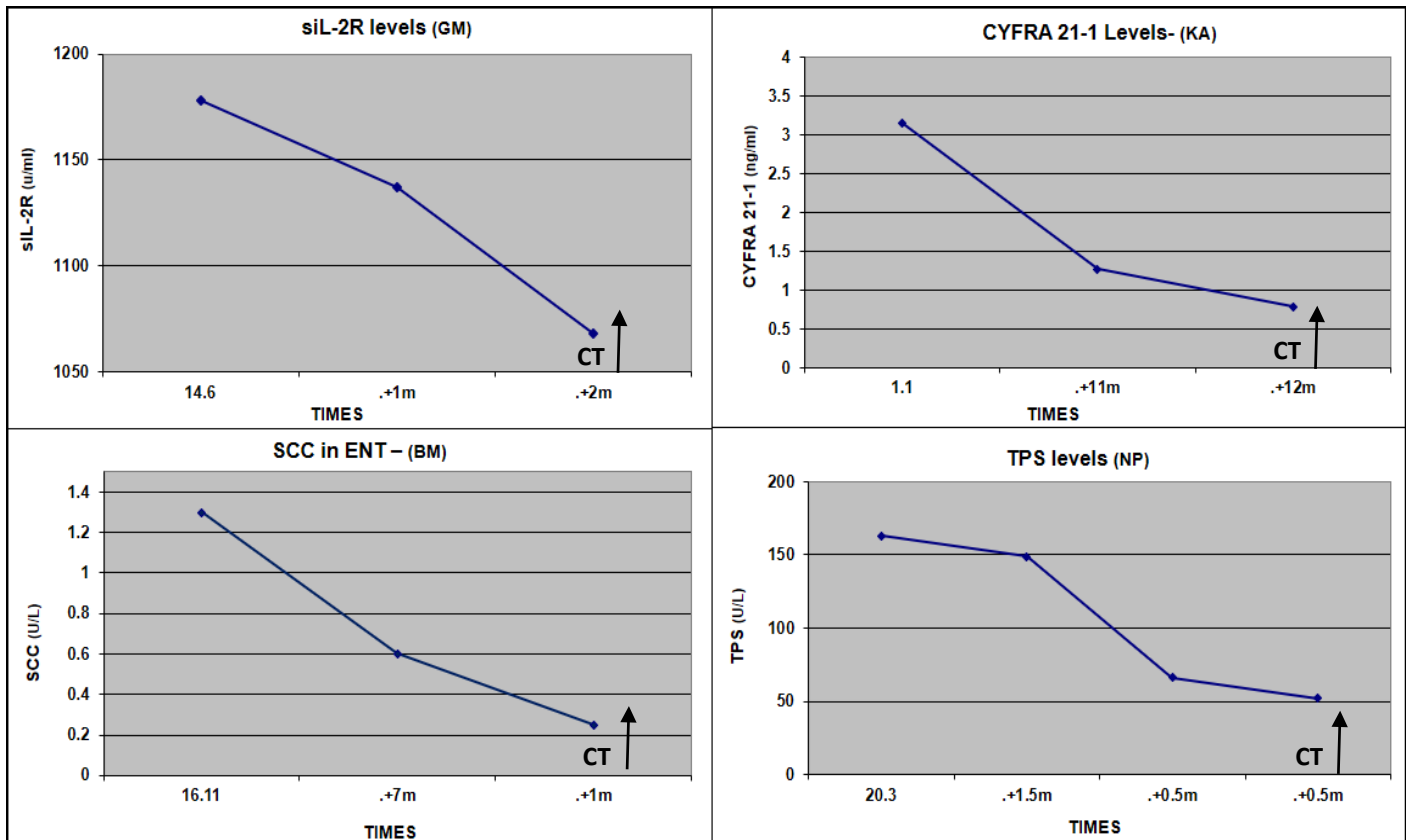 siL-2R levels (GM)
1200
1150
1100
1050
siL-2R (u/ml)
CT
14.6 .+1m .+2m
TIMES
CYFRA 21-1 Levels- (KA)
4
3.5
3
2.5
2
1.5
1
0.5
0
CYFRA 21-1 (ng/ml)
CT
1.1 .+11m .+12m
TIMES
SCC in ENT – (BM)
1.4
1.2
1
0.8
0.6
0.4
0.2
0
SCC (U/L)
CT
16.11 .+7m .+1m
TIMES
TPS levels (NP)
200
150
100
50
0
TPS (U/L)
CT
20.3 .+1.5m .+0.5m .+0.5m
TIMES